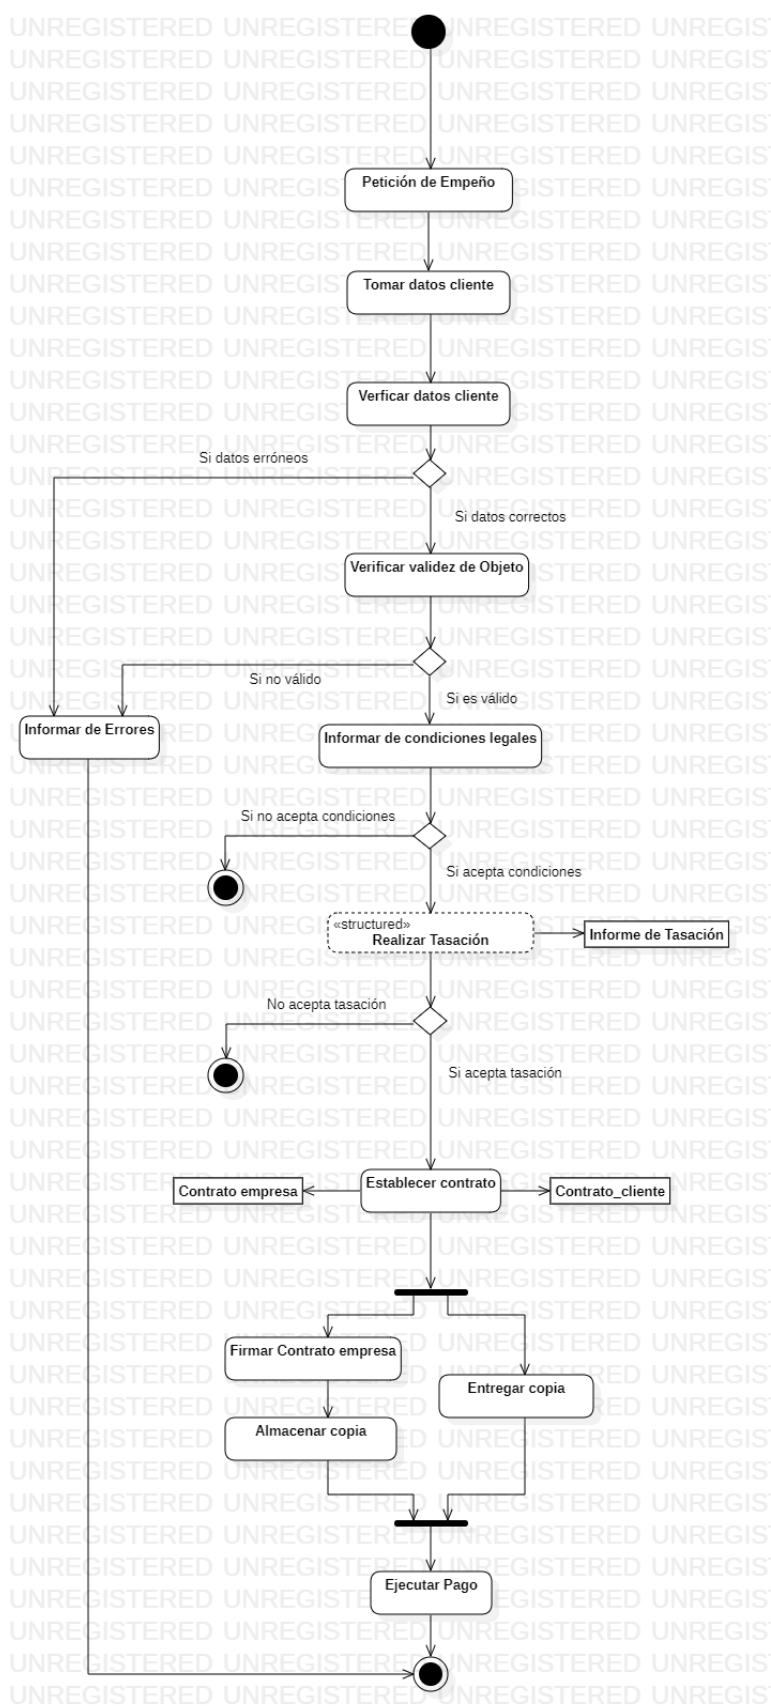 Petición de Empeño
Tomar datos cliente
Verficar datos cliente
Si datos erróneos
Si datos correctos
Verificar validez de Objeto
Si no válido
Si es válido
Informar de Errores
Informar de condiciones legales
Si no acepta condiciones
Si acepta condiciones
«structured»
Realizar Tasación
Informe de Tasación
No acepta tasación
Si acepta tasación
Contrato empresa
Establecer contrato
Contrato_cliente
Firmar Contrato empresa
Entregar copia
Almacenar copia
Ejecutar Pago
UNREGISTERED